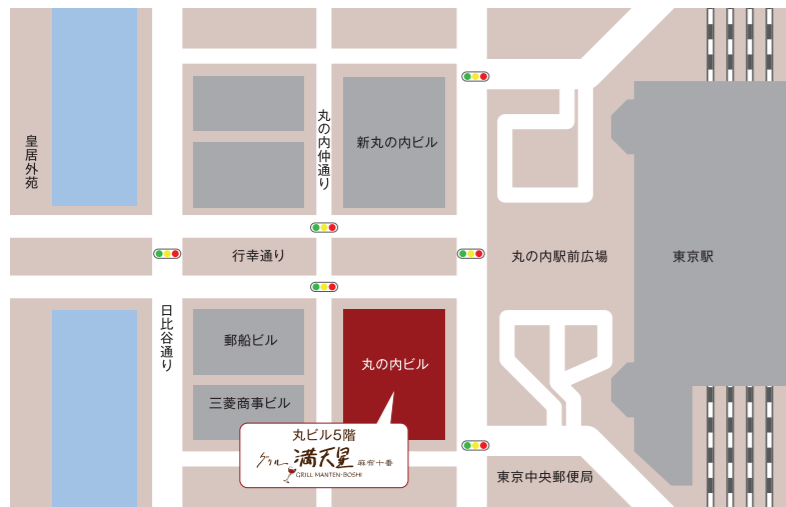 皇居外苑
丸の内仲通り
新丸の内ビル
行幸通り
丸の内駅前広場
東京駅
日比谷通り
郵船ビル
丸の内ビル
三菱商事ビル
丸ビル5階
グリル 満天星 麻布十番
GRILL MANTEN-BOSHI
東京中央郵便局